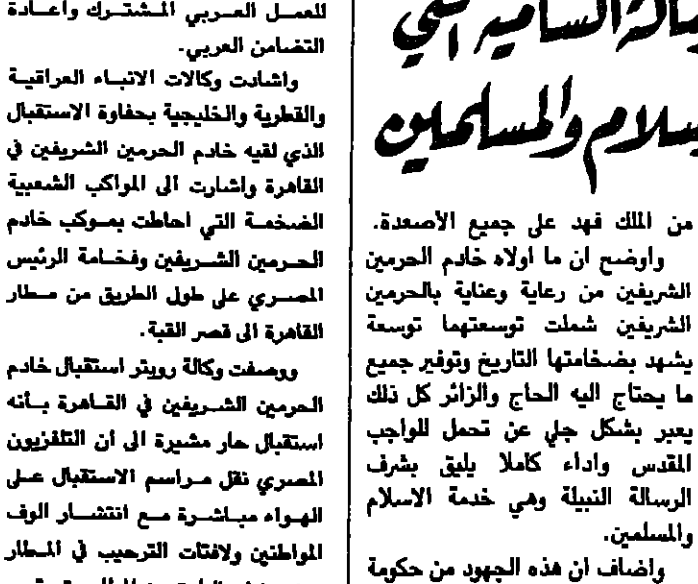 السامية التي
والمسلمين
من الملك فهد على جميع الأصعدة.
واوضح ان ما اولاه خادم الحرمين
الشريفين من رعاية وعناية بالحرمين
الشريفين شملت توسعتهما توسعة
يشهد بضخامتها التاريخ وتوفير جميع
ما يحتاج اليه الحاج والزائر كل ذلك
يعبر بشكل جلي عن تحمل للواجب
المقدس واداء كاملا يليق بشرف
الرسالة النبيلة وهي خدمة الاسلام
والمسلمين.
واضاف ان هذه الجهود من حكومة
للعمل العربي المشترك واعادة
التضامن العربي.
واشادت وكالات الانباء العراقية
والقطرية والخليجية بحفاوة الاستقبال
الذي لقيه خادم الحرمين الشريفين في
القاهرة واشارت الى المواكب الشعبية
الضخمة التي احاطت بموكب خادم
الحرمين الشريفين وفخامة الرئيس
المصري على طول الطريق من مطار
القاهرة الى قصر القبة.
ووصفت وكالة رويتر استقبال خادم
الحرمين الشريفين في القاهرة بأنه
استقبال حار مشيرة الى أن التلفزيون
المصري نقل مراسم الاستقبال على
الهواء مباشرة مع انتشار الوف
المواطنين ولافتات الترحيب في المطار